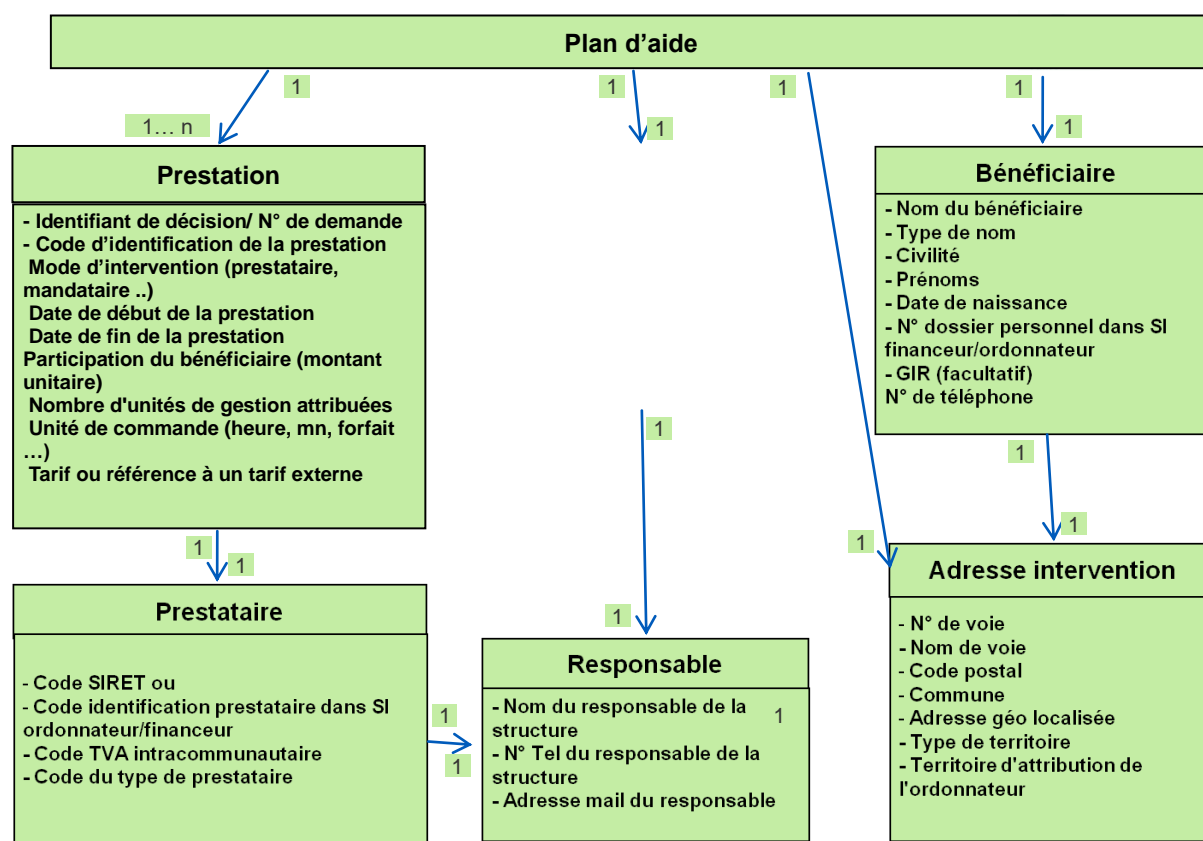 Plan d'aide
1
1
1
1
1... n
1
1
Prestation
- Identifiant de décision/ N° de demande
- Code d'identification de la prestation
Mode d'intervention (prestataire,
mandataire ..)
Date de début de la prestation
Date de fin de la prestation
Participation du bénéficiaire (montant
unitaire)
Nombre d'unités de gestion attribuées
Unité de commande (heure, mn, forfait
...)
Tarif ou référence à un tarif externe
Bénéficiaire
- Nom du bénéficiaire
- Type de nom
- Civilité
- Prénoms
- Date de naissance
- N° dossier personnel dans SI
financeur/ordonnateur
- GIR (facultatif)
N° de téléphone
1
1
1
1
1
1
1
Prestataire
- Code SIRET ou
- Code identification prestataire dans SI
ordonnateur/financeur
- Code TVA intracommunautaire
- Code du type de prestataire
1
1
Responsable
- Nom du responsable de la
structure
1
- N° Tel du responsable de la
structure
- Adresse mail du responsable
Adresse intervention
- N° de voie
- Nom de voie
- Code postal
- Commune
- Adresse géo localisée
- Type de territoire
- Territoire d'attribution de
l'ordonnateur